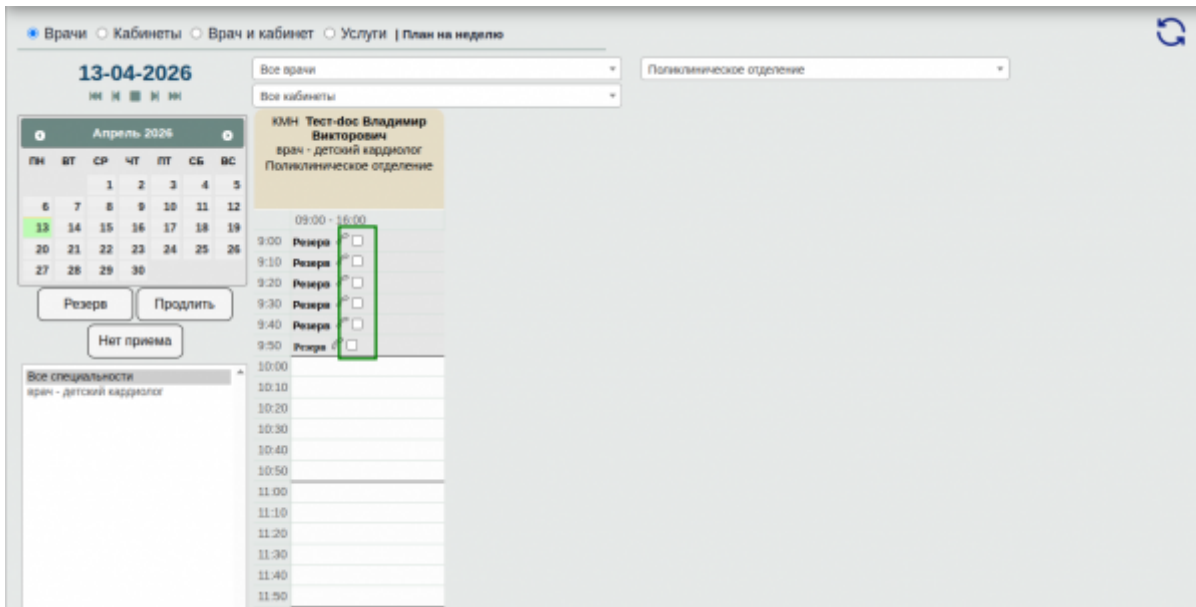 Врачи Кабинеты Врач и кабинет Услуги | План на неделю
13-04-2026
Все врачи
Поликлиническое отделение
Все кабинеты
Апрель 2026
ПН ВТ СР ЧТ ПТ СБ ВС
1 2 3 4 5
6 7 8 9 10 11 12
13 14 15 16 17 18 19
20 21 22 23 24 25 26
27 28 29 30
Резерв Продлить
Нет приема
Все специальности
врач - детский кардиолог
КМН Тест-doc Владимир
Викторович
врач - детский кардиолог
Поликлиническое отделение
09:00 - 16:00
9:00 Резерв
9:10 Резерв
9:20 Резерв
9:30 Резерв
9:40 Резерв
9:50 Резерв
10:00
10:10
10:20
10:30
10:40
10:50
11:00
11:10
11:20
11:30
11:40
11:50